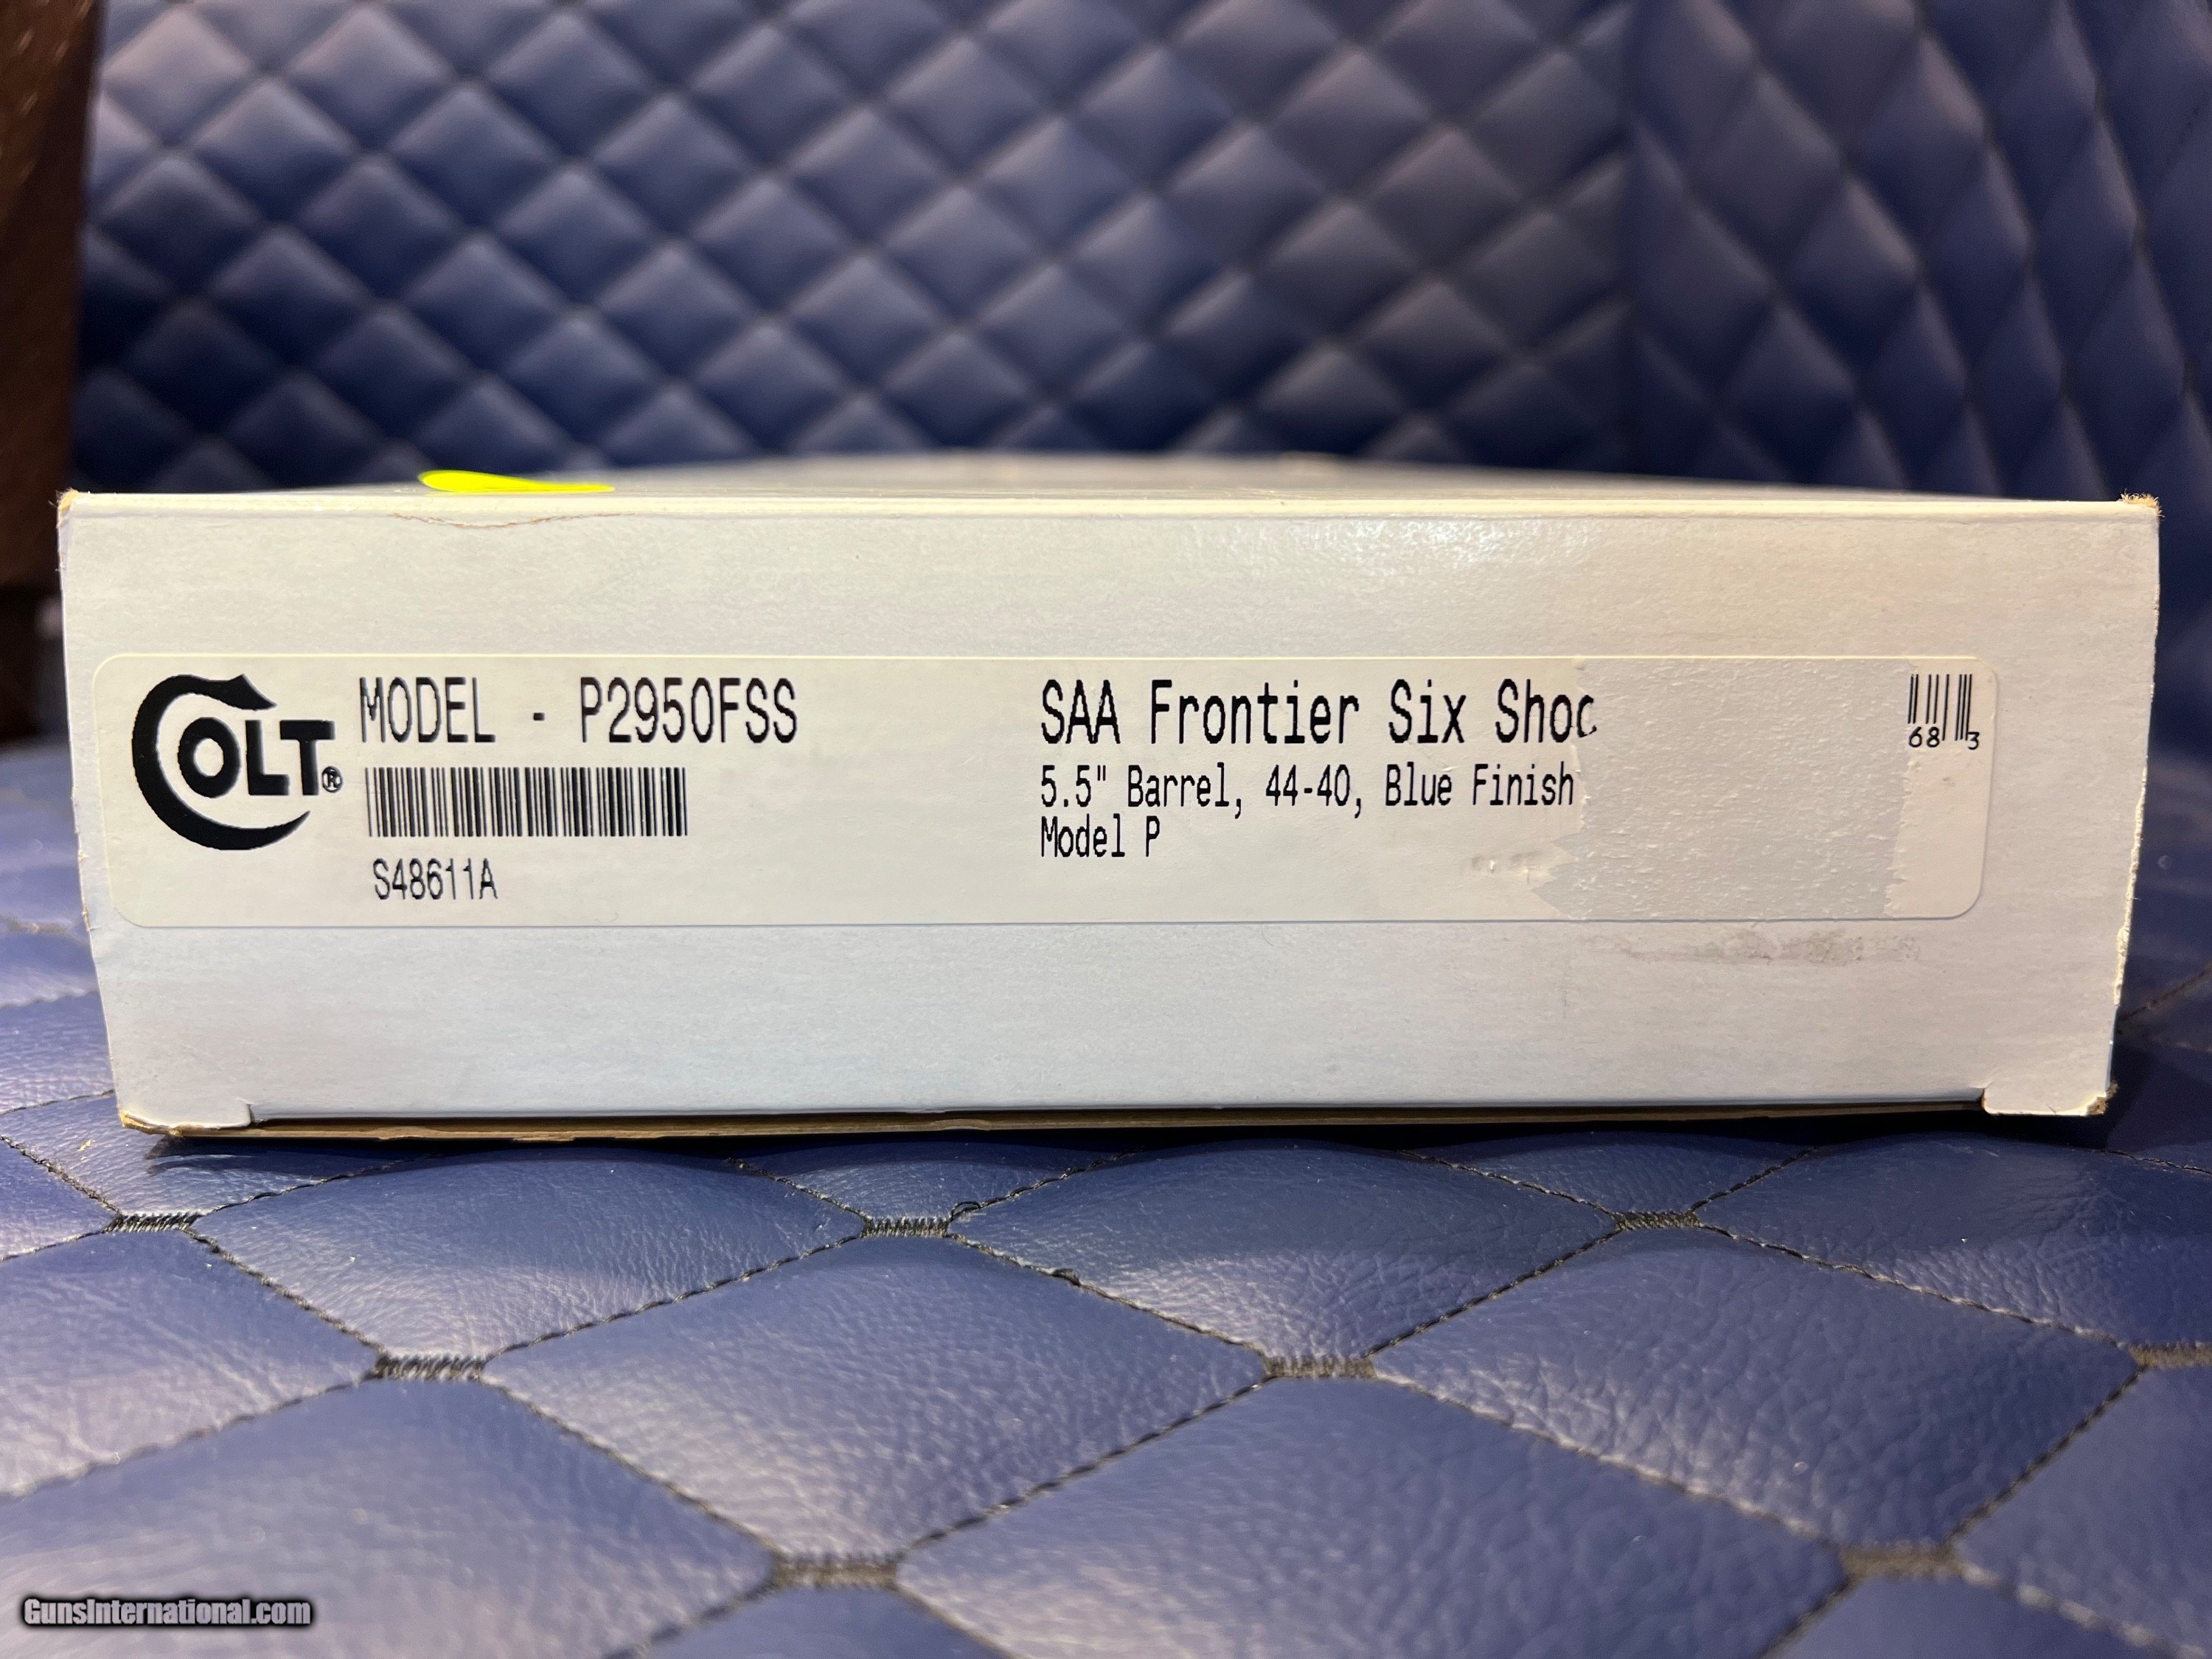 COLT®
MODEL - P2950FSS
S48611A
SAA Frontier Six Shoo
5.5" Barrel, 44-40, Blue Finish
Model P
68 3
GunsInternational.com